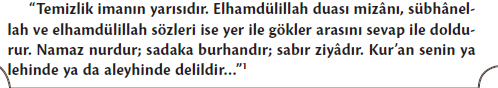 “Temizlik imanın yarısıdır. Elhamdülillah duası mizânı, sübhânel-
lah ve elhamdülillah sözleri ise yer ile gökler arasını sevap ile doldu-
rur. Namaz nurdur; sadaka burhandır; sabır ziyâdır. Kur’an senin ya
lehinde ya da aleyhinde delildir...”¹